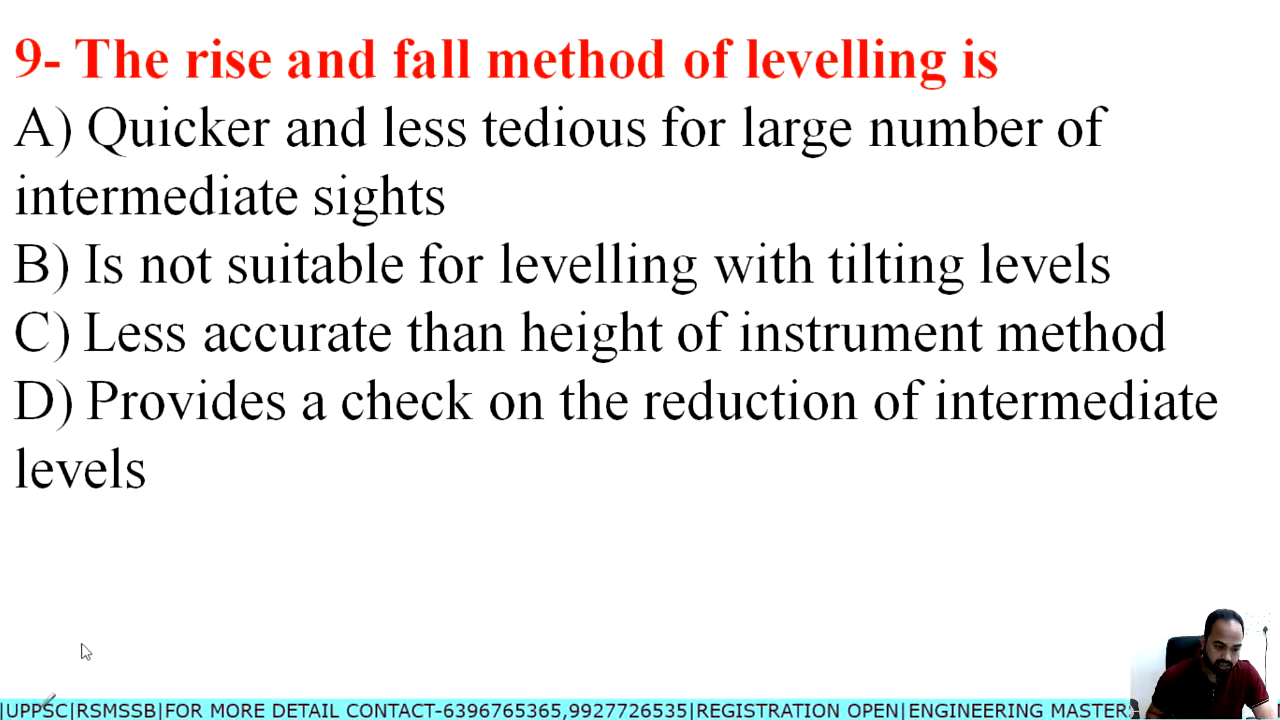 9- The rise and fall method of levelling is
A) Quicker and less tedious for large number of
intermediate sights
B) Is not suitable for levelling with tilting levels
C) Less accurate than height of instrument method
D) Provides a check on the reduction of intermediate
levels
|UPPSC|RSMSSB|FOR MORE DETAIL CONTACT-6396765365,9927726535|REGISTRATION OPEN|ENGINEERING MASTER